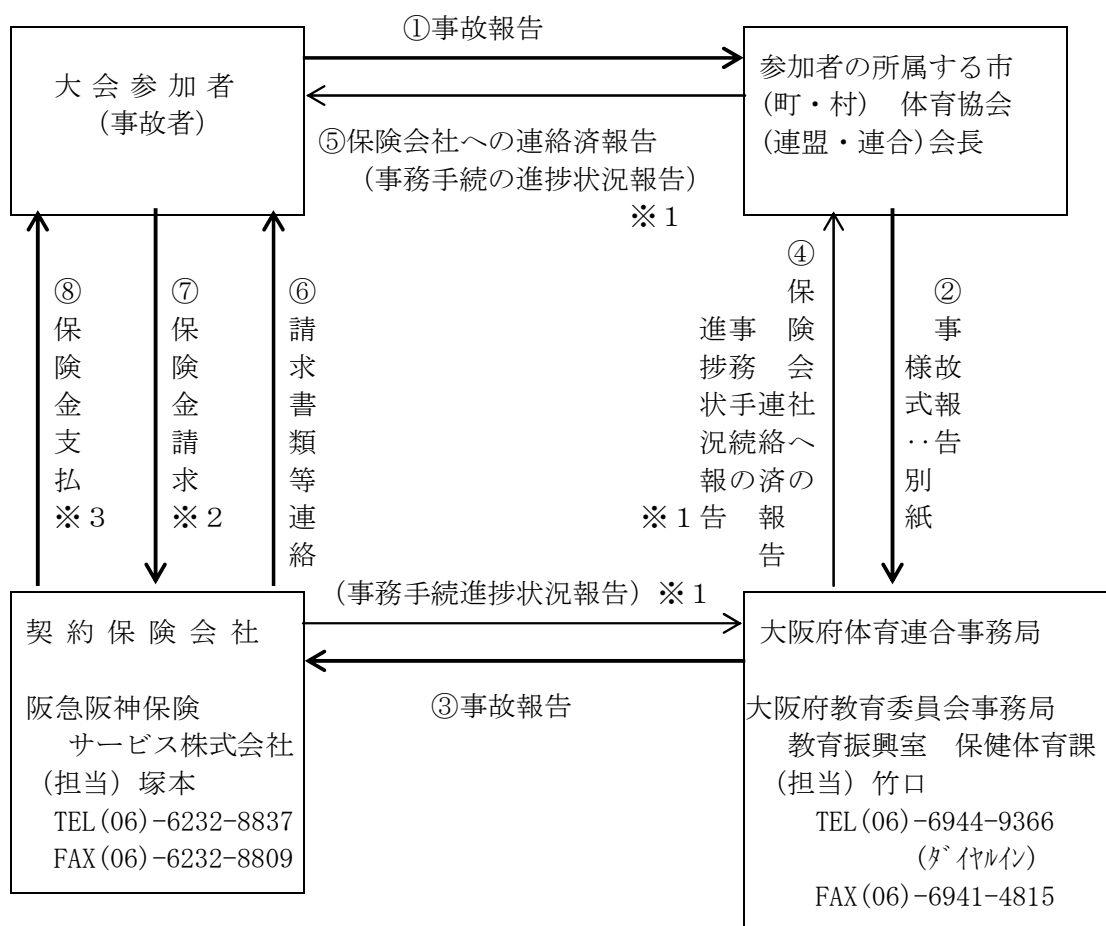 ①事故報告
大会参加者
(事故者)
参加者の所属する市
(町・村)　体育協会
(連盟・連合)会長
⑤保険会社への連絡済報告
(事務手続の進捗状況報告)
※１
⑧保険金支払※３
⑦保険金請求※２
⑥請求書類等連絡
④保険会社への連絡済の報告
事務手続の
進捗状況報告
※１
②事故報告
様式‥別紙
(事務手続進捗状況報告) ※１
契約保険会社
阪急阪神保険
サービス株式会社
(担当) 塚本
TEL(06)-6232-8837
FAX(06)-6232-8809
③事故報告
大阪府体育連合事務局
大阪府教育委員会事務局
教育振興室　保健体育課
(担当) 竹口
TEL(06)-6944-9366
(ﾀﾞｲﾔﾙｲﾝ)
FAX(06)-6941-4815